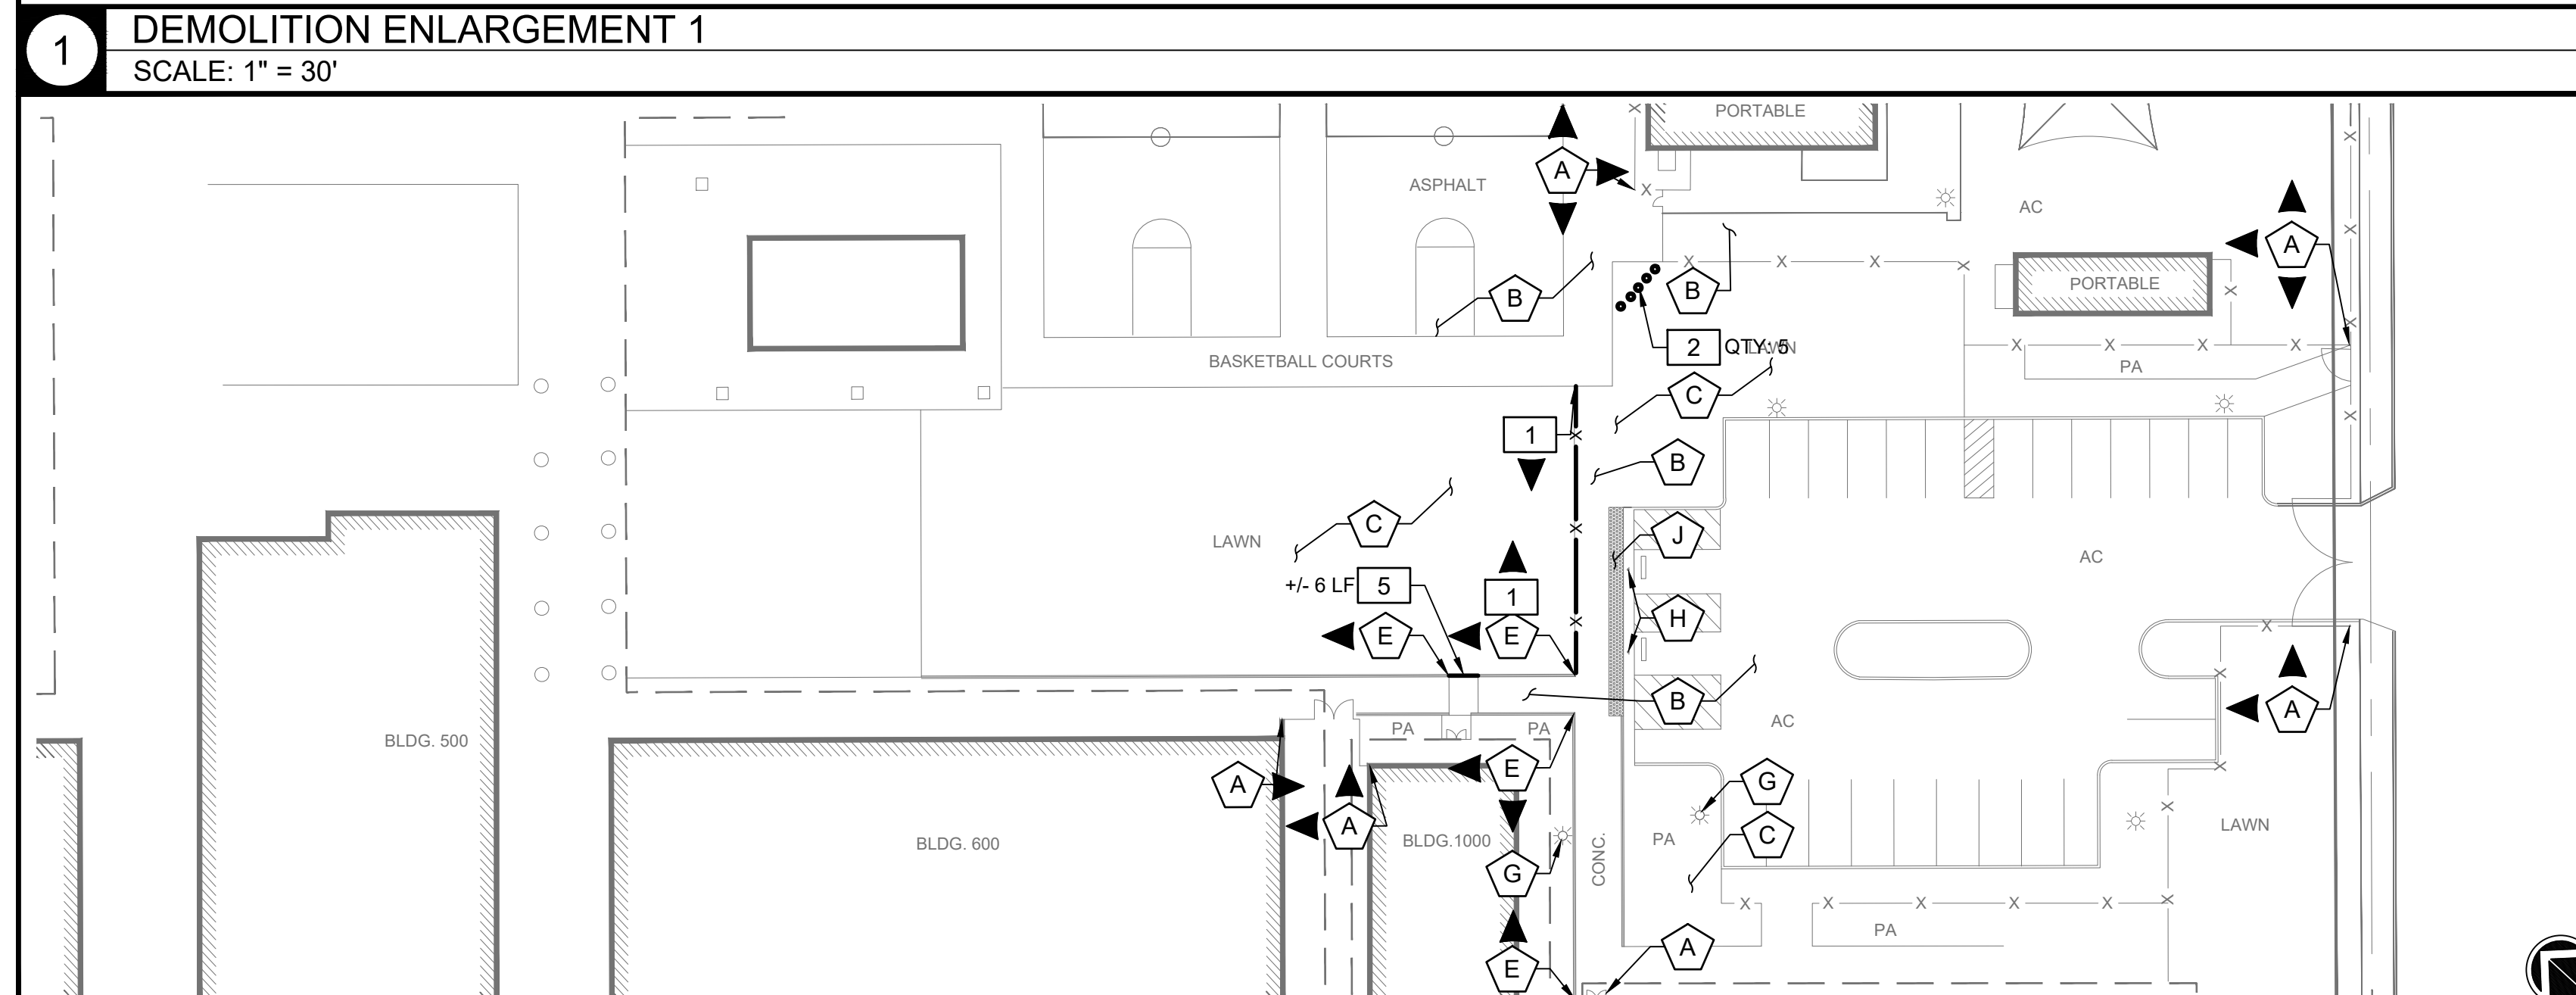 1
DEMOLITION ENLARGEMENT 1
SCALE: 1" = 30'
PORTABLE
A
ASPHALT
AC
A
B
B
PORTABLE
2 QTY: 5
LAWN
BASKETBALL COURTS
PA
C
1
B
C
LAWN
J
AC
+/- 6 LF 5
1
H
E
E
B
A
AC
PA
PA
BLDG. 500
E
A
G
A
BLDG. 600
BLDG.1000
CONC.
PA
C
LAWN
G
PA
A
E